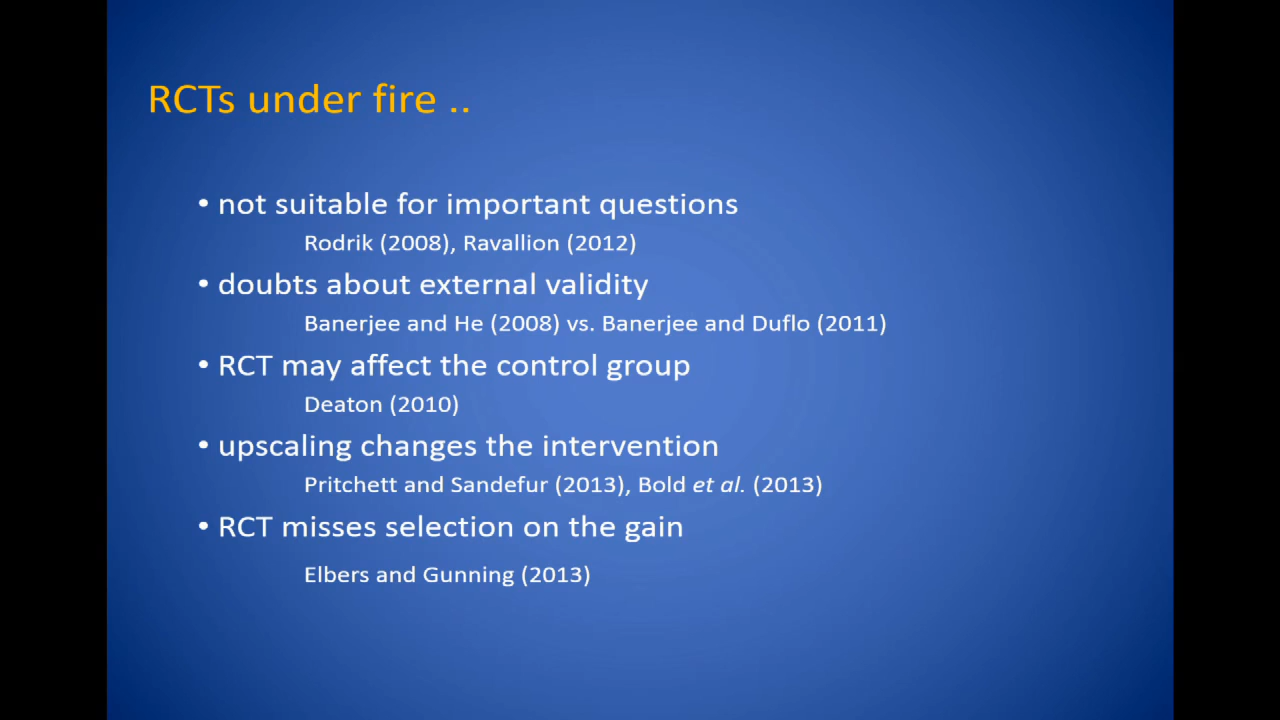 RCTs under fire ..
• not suitable for important questions
Rodrik (2008), Ravallion (2012)
• doubts about external validity
Banerjee and He (2008) vs. Banerjee and Duflo (2011)
• RCT may affect the control group
Deaton (2010)
• upscaling changes the intervention
Pritchett and Sandefur (2013), Bold et al. (2013)
• RCT misses selection on the gain
Elbers and Gunning (2013)